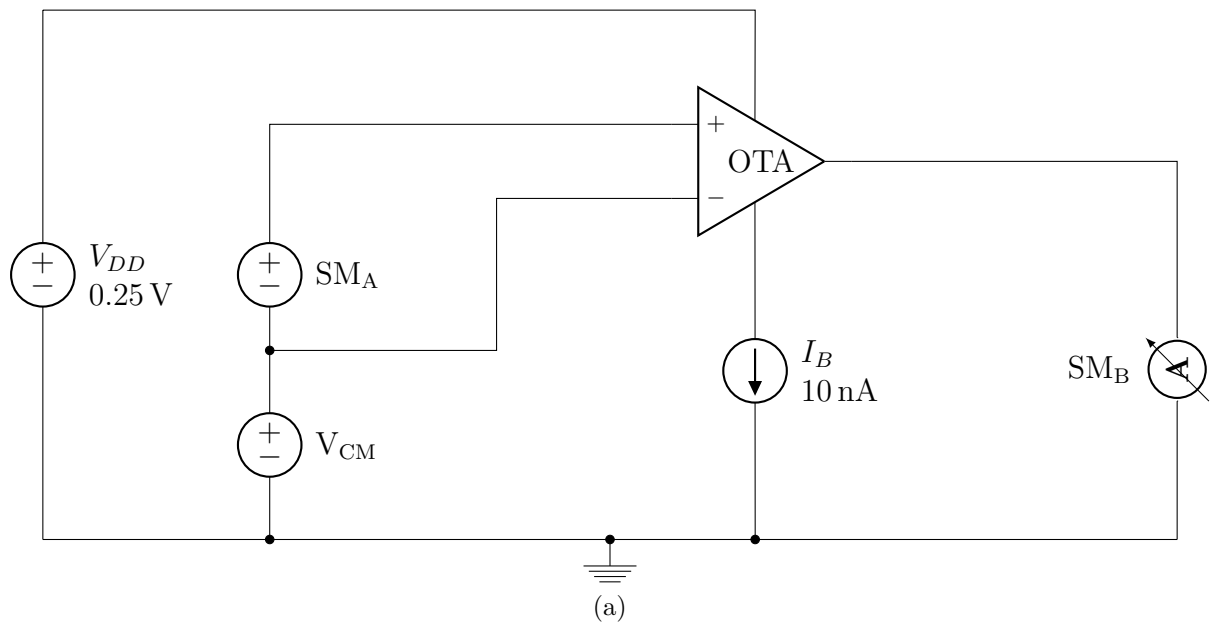 +
OTA
−
+
−
V_DD
0.25 V
+
−
SM_A
I_B
10 nA
SM_B
A
+
−
V_CM
(a)